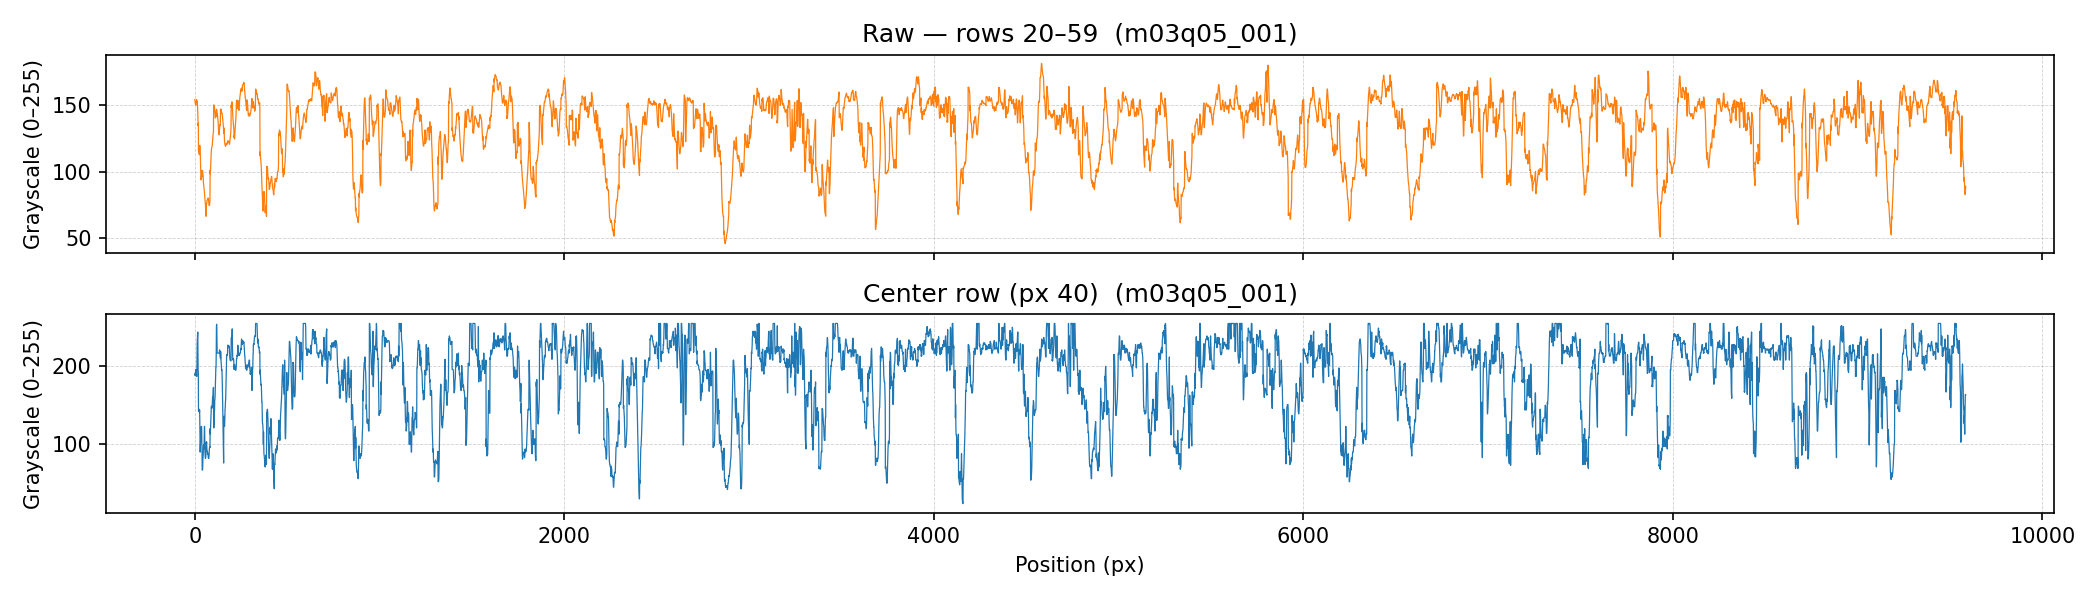 Raw — rows 20–59  (m03q05_001)
Grayscale (0–255)
150
100
50
Center row (px 40)  (m03q05_001)
Grayscale (0–255)
200
100
0
2000
4000
6000
8000
10000
Position (px)